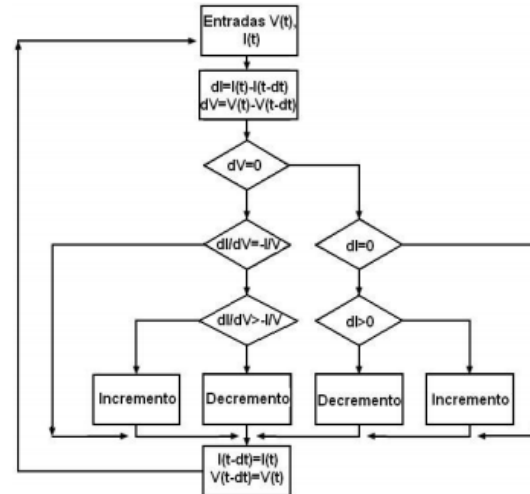 Entradas V(t),
I(t)
dI=I(t)-I(t-dt)
dV=V(t)-V(t-dt)
dV=0
dI/dV=-I/V
dI=0
dI/dV>-I/V
dI>0
Incremento
Decremento
Decremento
Incremento
I(t-dt)=I(t)
V(t-dt)=V(t)